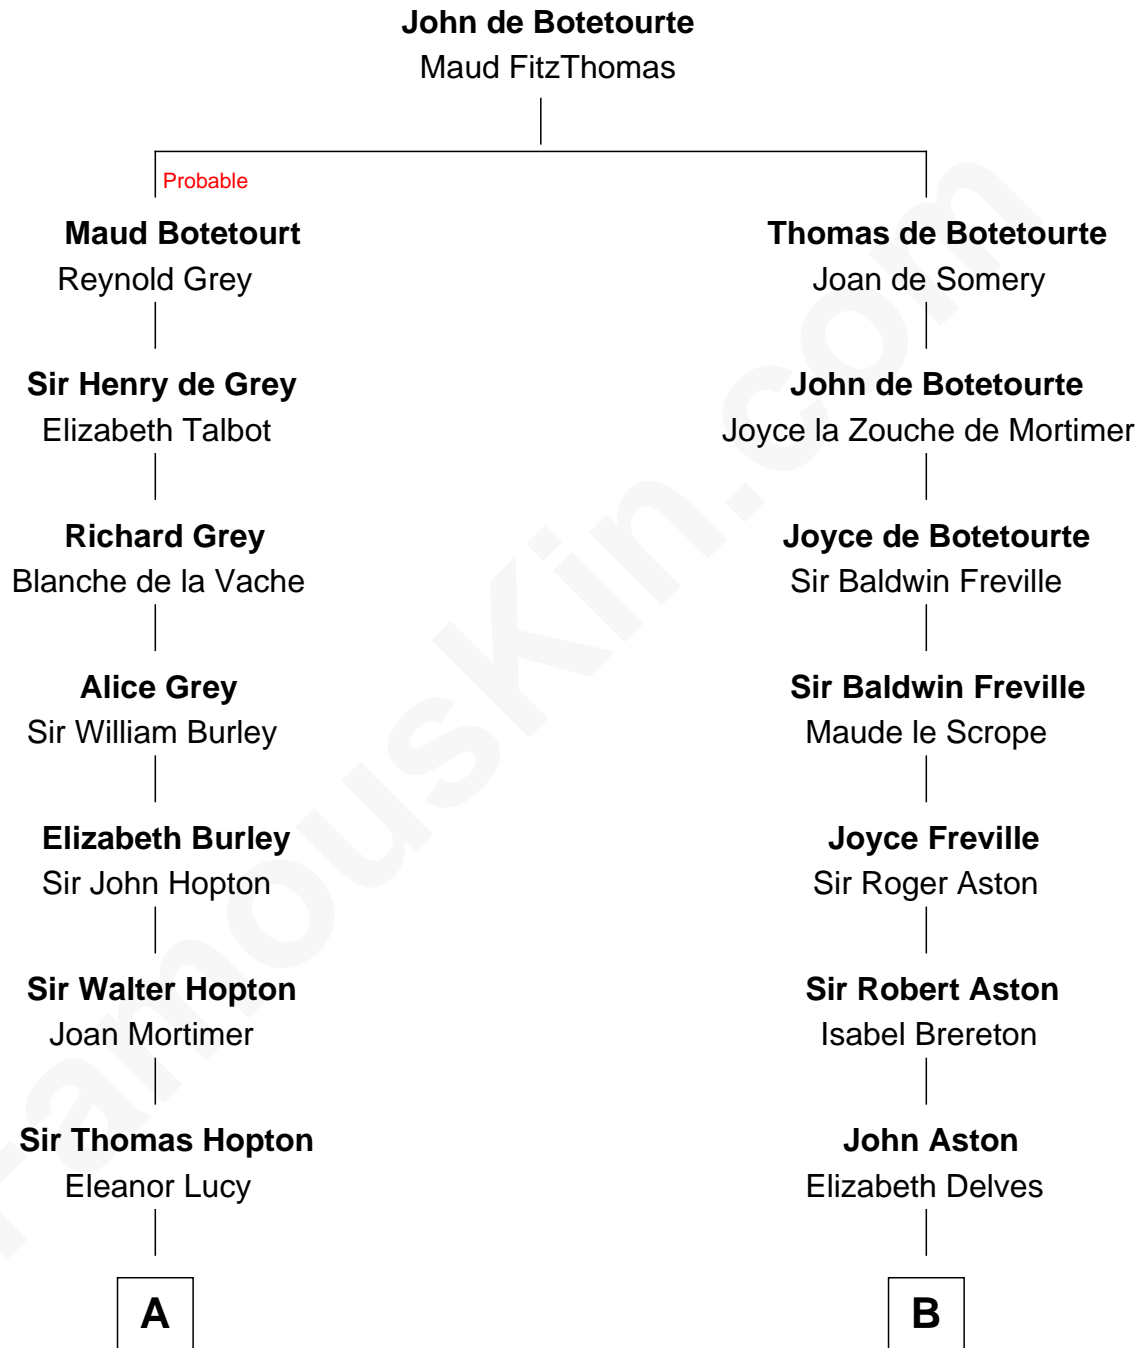 John de Botetourte
Maud FitzThomas
Probable
Maud Botetourt
Reynold Grey
Thomas de Botetourte
Joan de Somery
Sir Henry de Grey
Elizabeth Talbot
John de Botetourte
Joyce la Zouche de Mortimer
Richard Grey
Blanche de la Vache
Joyce de Botetourte
Sir Baldwin Freville
Alice Grey
Sir William Burley
Sir Baldwin Freville
Maude le Scrope
Elizabeth Burley
Sir John Hopton
Joyce Freville
Sir Roger Aston
Sir Walter Hopton
Joan Mortimer
Sir Robert Aston
Isabel Brereton
Sir Thomas Hopton
Eleanor Lucy
John Aston
Elizabeth Delves
A
B
FamousKin.com